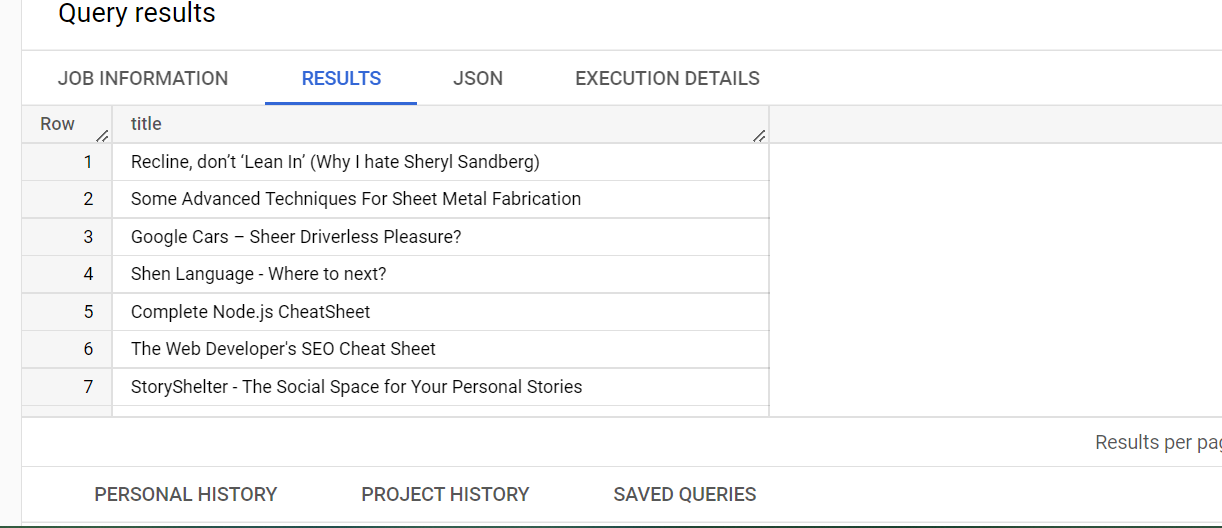 Query results
JOB INFORMATION RESULTS JSON EXECUTION DETAILS
Row title
1 Recline, don’t ‘Lean In’ (Why I hate Sheryl Sandberg)
2 Some Advanced Techniques For Sheet Metal Fabrication
3 Google Cars – Sheer Driverless Pleasure?
4 Shen Language - Where to next?
5 Complete Node.js CheatSheet
6 The Web Developer's SEO Cheat Sheet
7 StoryShelter - The Social Space for Your Personal Stories
Results per
PERSONAL HISTORY PROJECT HISTORY SAVED QUERIES